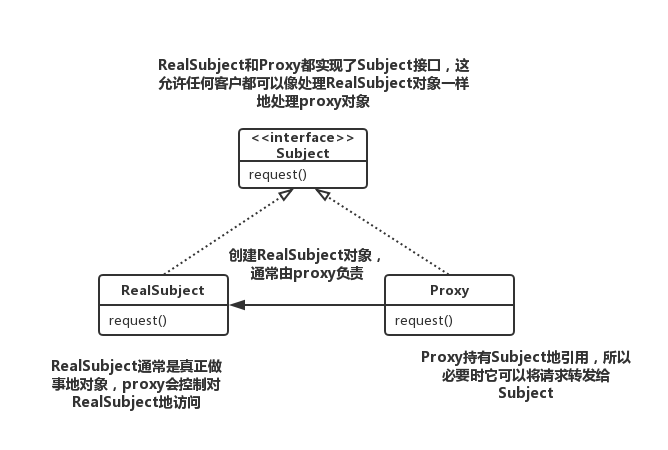 RealSubject和Proxy都实现了Subject接口，这
允许任何客户都可以像处理RealSubject对象一样
地处理proxy对象
<<interface>>
Subject
request()
创建RealSubject对象，
通常由proxy负责
RealSubject
request()
Proxy
request()
RealSubject通常是真正做
事地对象，proxy会控制对
RealSubject地访问
Proxy持有Subject地引用，所以
必要时它可以将请求转发给
Subject